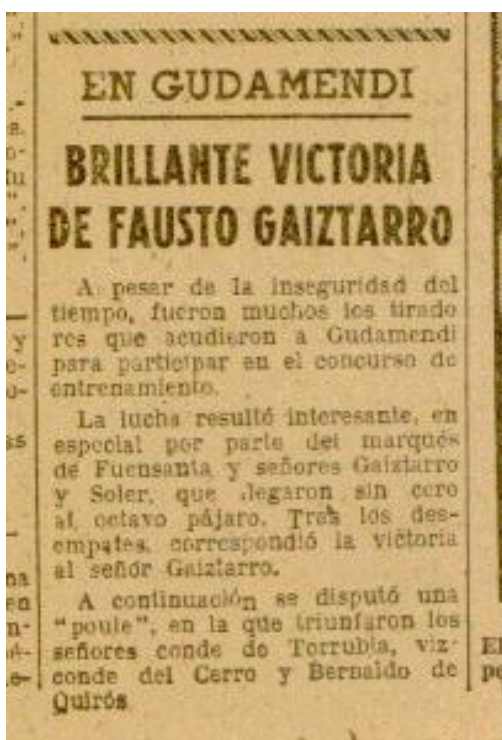 EN GUDAMENDI
BRILLANTE VICTORIA
DE FAUSTO GAIZTARRO
A pesar de la inseguridad del
tiempo, fueron muchos los tirado
res que acudieron a Gudamendi
para participar en el concurso de
entrenamiento.
La lucha resultó interesante, en
especial por parte del marqués
de Fuensanta y señores Gaiztarro
y Soler, que llegaron sin cero
al octavo pájaro. Tras los des-
empates, correspondió la victoria
al señor Gaiztarro.
A continuación se disputó una
"poule", en la que triunfaron los
señores conde de Torrubia, viz-
conde del Cerro y Bernaldo de
Quirós